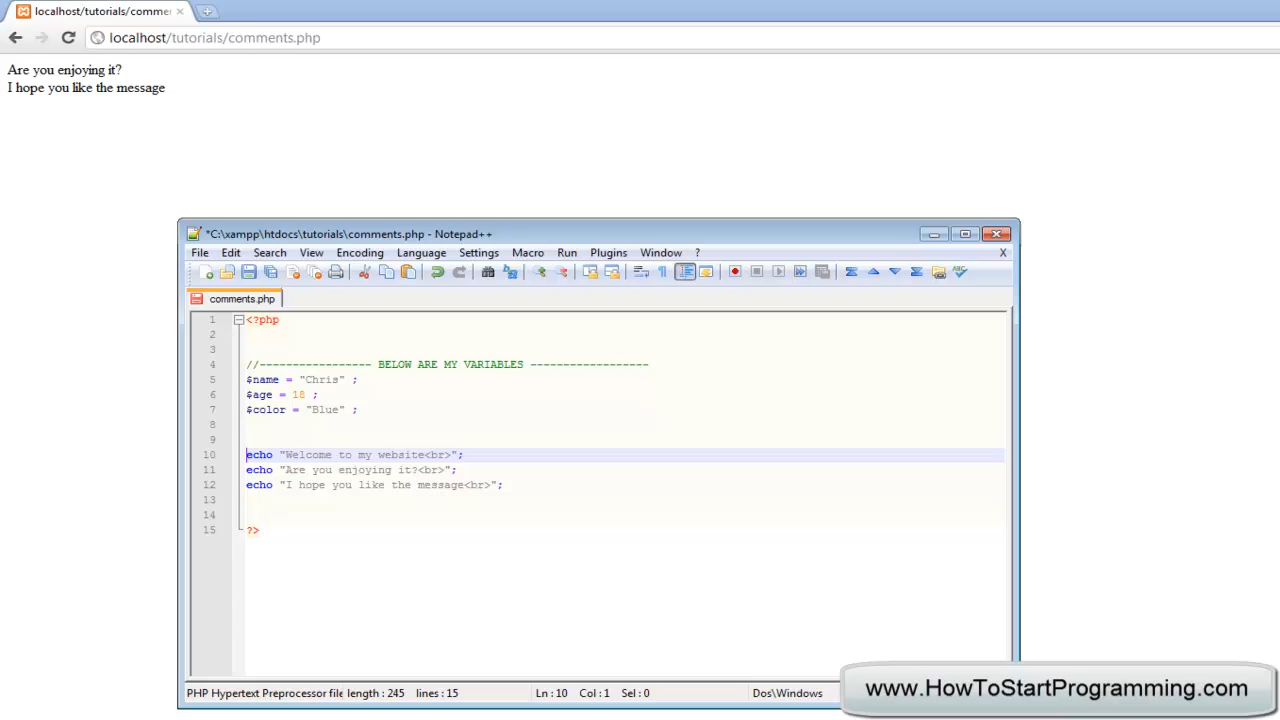 localhost/tutorials/comme
localhost/tutorials/comments.php
Are you enjoying it?
I hope you like the message
*C:\xampp\htdocs\tutorials\comments.php - Notepad++
File Edit Search View Encoding Language Settings Macro Run Plugins Window ? X
comments.php
1 <?php
2
3
4 //----------------- BELOW ARE MY VARIABLES ------------------
5 $name = "Chris" ;
6 $age = 18 ;
7 $color = "Blue" ;
8
9
10 echo "Welcome to my website<br>";
11 echo "Are you enjoying it?<br>";
12 echo "I hope you like the message<br>";
13
14
15 ?>
PHP Hypertext Preprocessor file length : 245 lines : 15 Ln : 10 Col : 1 Sel : 0 Dos\Windows
www.HowToStartProgramming.com